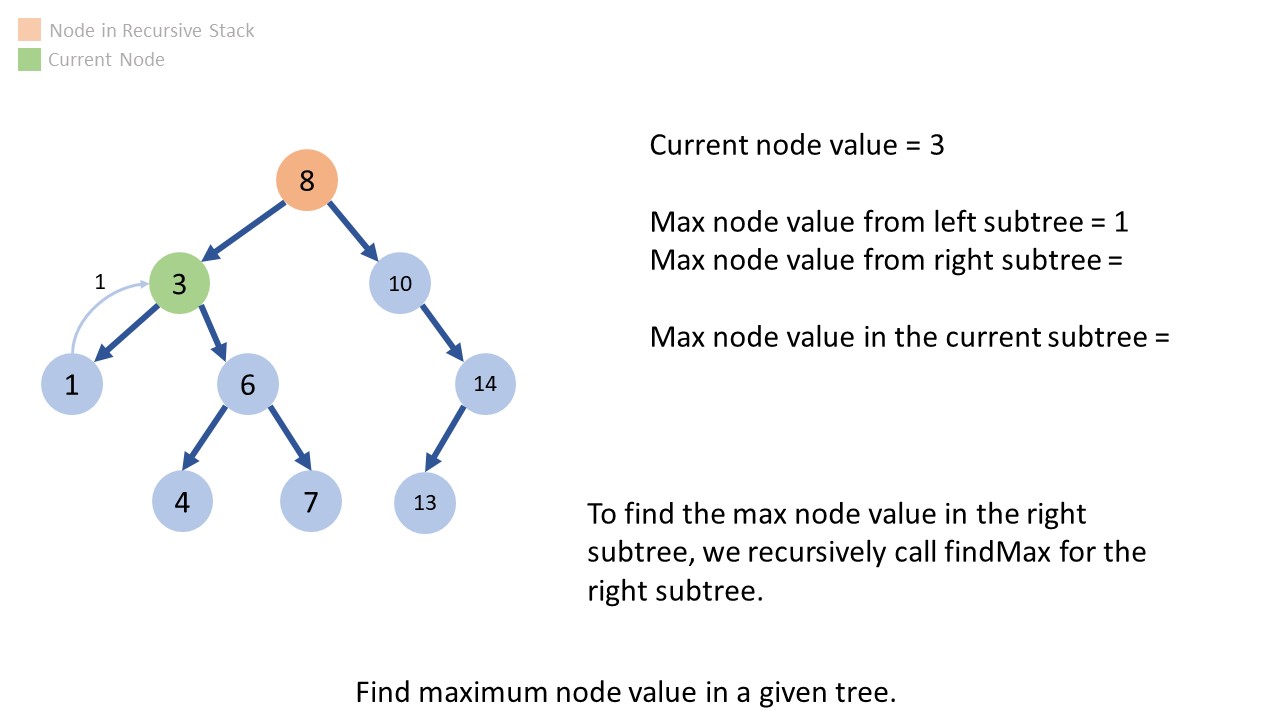 Node in Recursive Stack
Current Node
Current node value = 3
8
Max node value from left subtree = 1
Max node value from right subtree =
1
3
10
Max node value in the current subtree =
1
6
14
4
7
13
To find the max node value in the right
subtree, we recursively call findMax for the
right subtree.
Find maximum node value in a given tree.